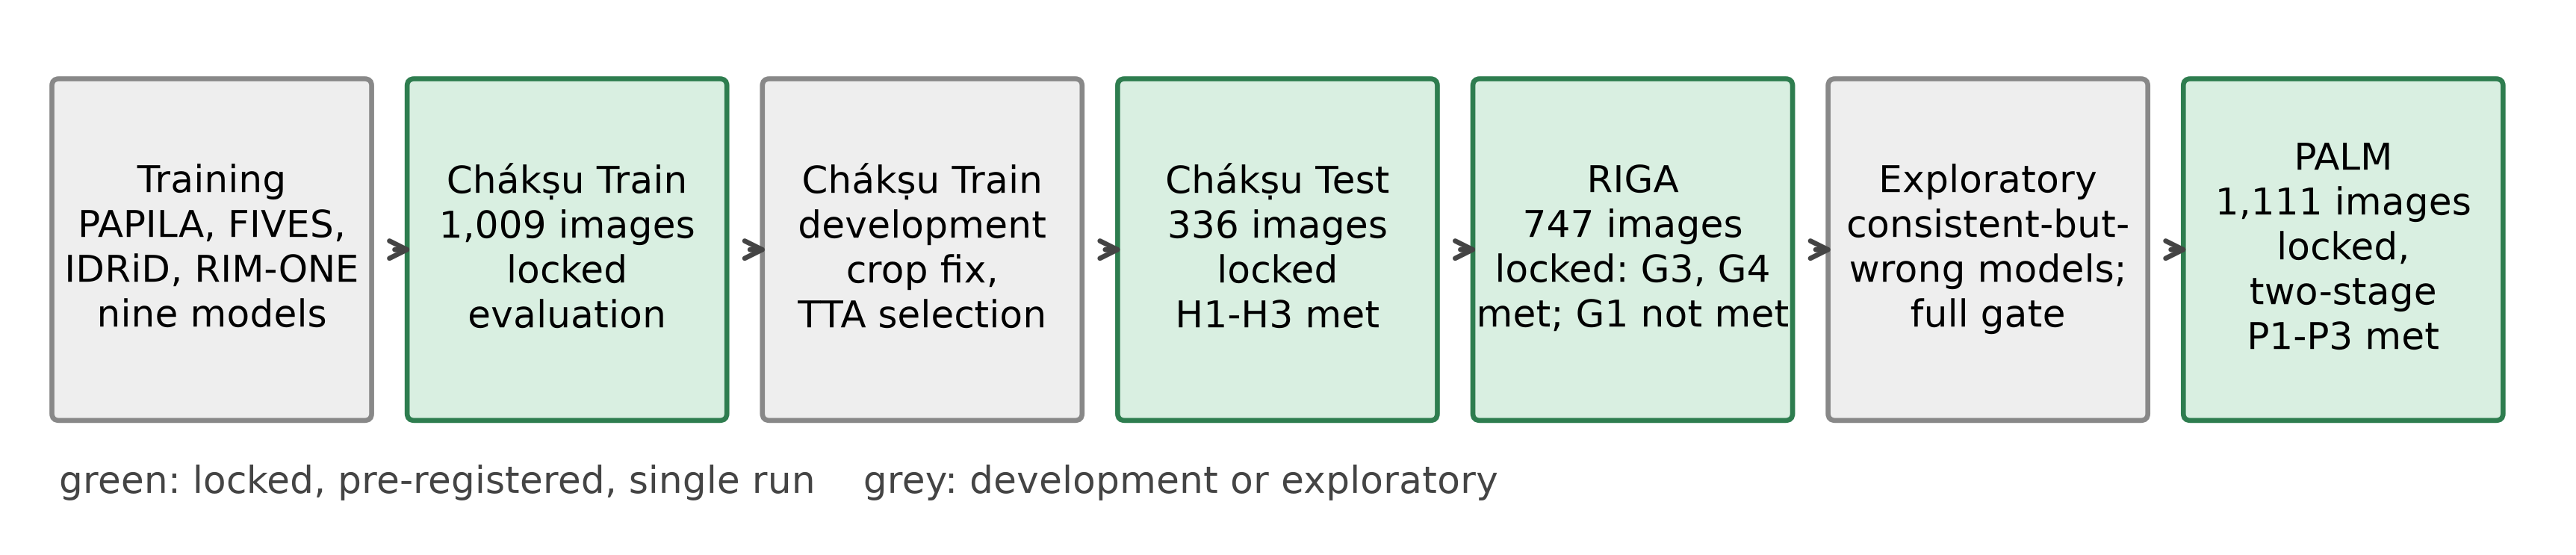 Training
PAPILA, FIVES,
IDRiD, RIM-ONE
nine models
Chákṣu Train
1,009 images
locked
evaluation
Chákṣu Train
development
crop fix,
TTA selection
Chákṣu Test
336 images
locked
H1-H3 met
RIGA
747 images
locked: G3, G4
met; G1 not met
Exploratory
consistent-but-
wrong models;
full gate
PALM
1,111 images
locked,
two-stage
P1-P3 met
green: locked, pre-registered, single run    grey: development or exploratory